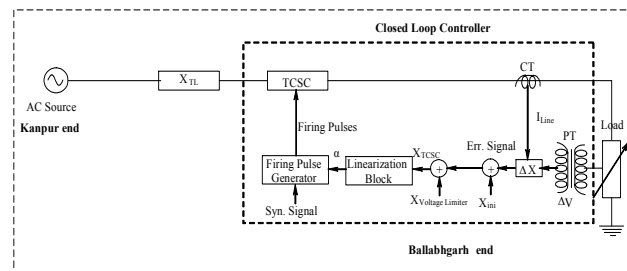 Closed Loop Controller
X TL
TCSC
CT
AC Source
Kanpur end
Firing Pulses
I Line
Load
PT
Err. Signal
X TCSC
α
Firing Pulse
Generator
Linearization
Block
+
+
ΔX
ΔV
Syn. Signal
X Voltage Limiter
X ini
Ballabhgarh end